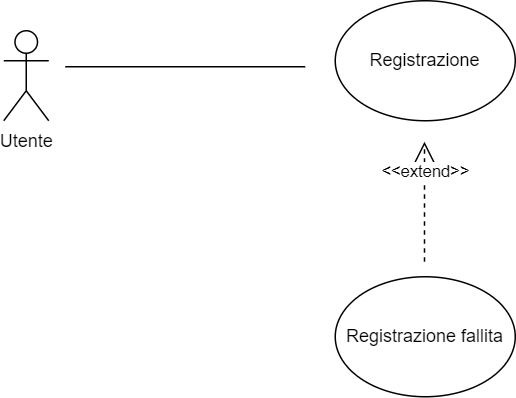 Registrazione
Utente
<<extend>>
Registrazione fallita